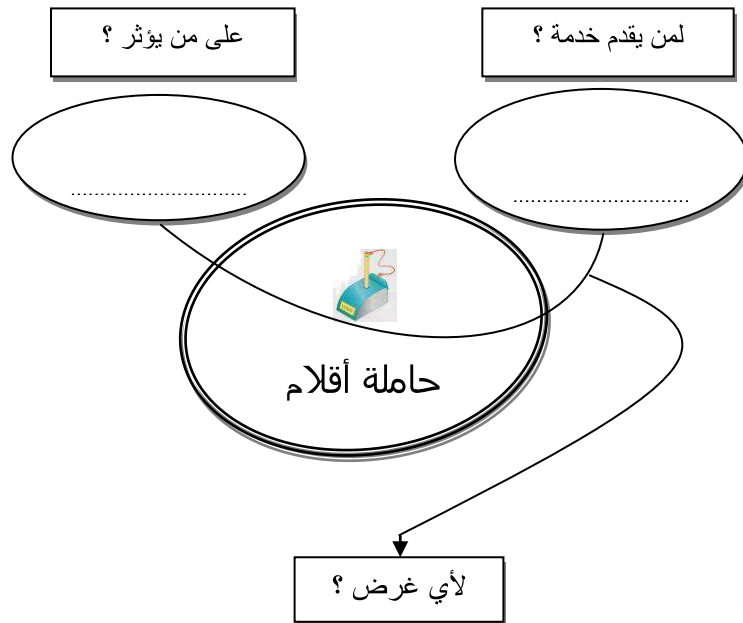 لمن يقدم خدمة ؟
على من يؤثر ؟
............................
............................
حاملة أقلام
لأي غرض ؟